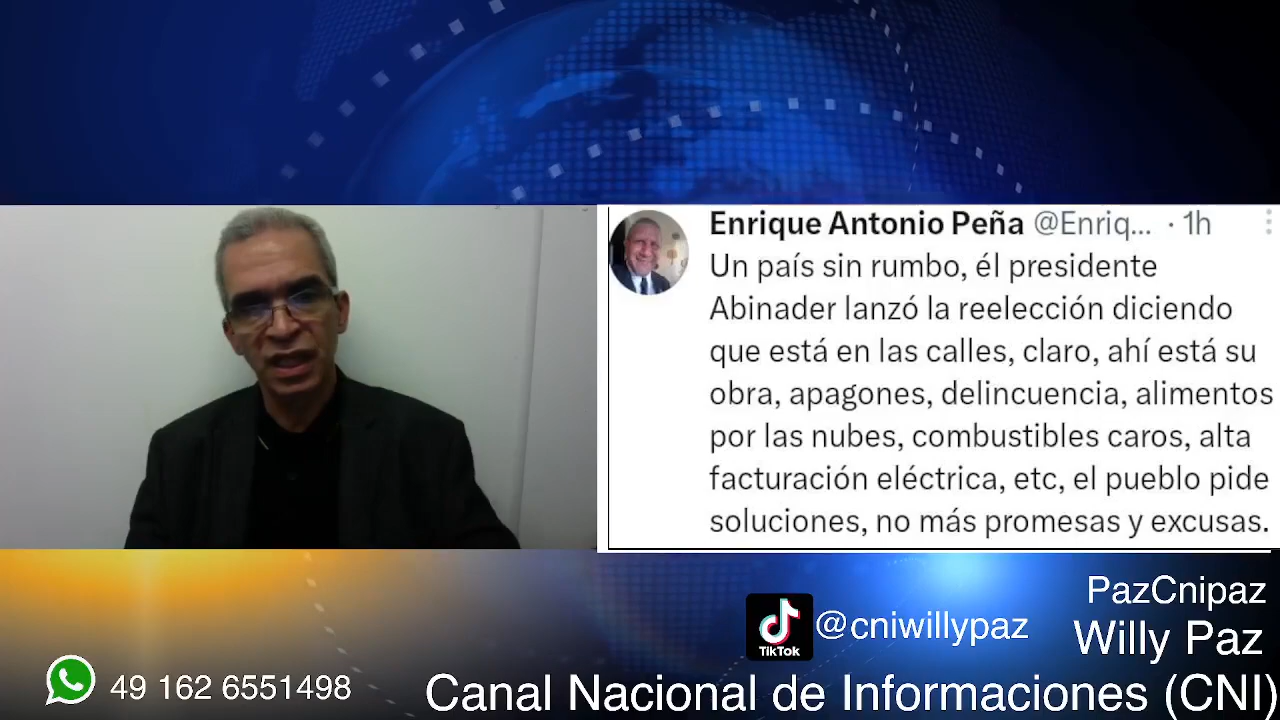 Enrique Antonio Peña @Enriq... · 1h
Un país sin rumbo, él presidente
Abinader lanzó la reelección diciendo
que está en las calles, claro, ahí está su
obra, apagones, delincuencia, alimentos
por las nubes, combustibles caros, alta
facturación eléctrica, etc, el pueblo pide
soluciones, no más promesas y excusas.
PazCnipaz
TikTok
@cniwillypaz
Willy Paz
49 162 6551498
Canal Nacional de Informaciones (CNI)